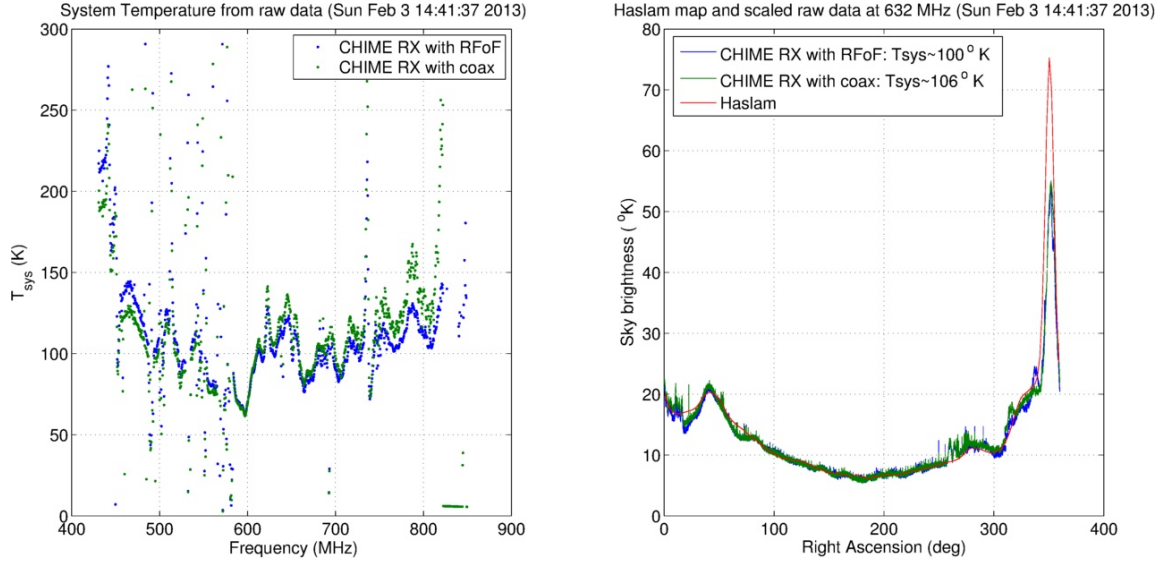 System Temperature from raw data (Sun Feb 3 14:41:37 2013)
300
250
200
150
100
50
0
T_sys (K)
CHIME RX with RFoF
CHIME RX with coax
400 500 600 700 800 900
Frequency (MHz)
Haslam map and scaled raw data at 632 MHz (Sun Feb 3 14:41:37 2013)
80
70
60
50
40
30
20
10
0
Sky brightness (°K)
CHIME RX with RFoF: Tsys~100° K
CHIME RX with coax: Tsys~106° K
Haslam
0 100 200 300 400
Right Ascension (deg)